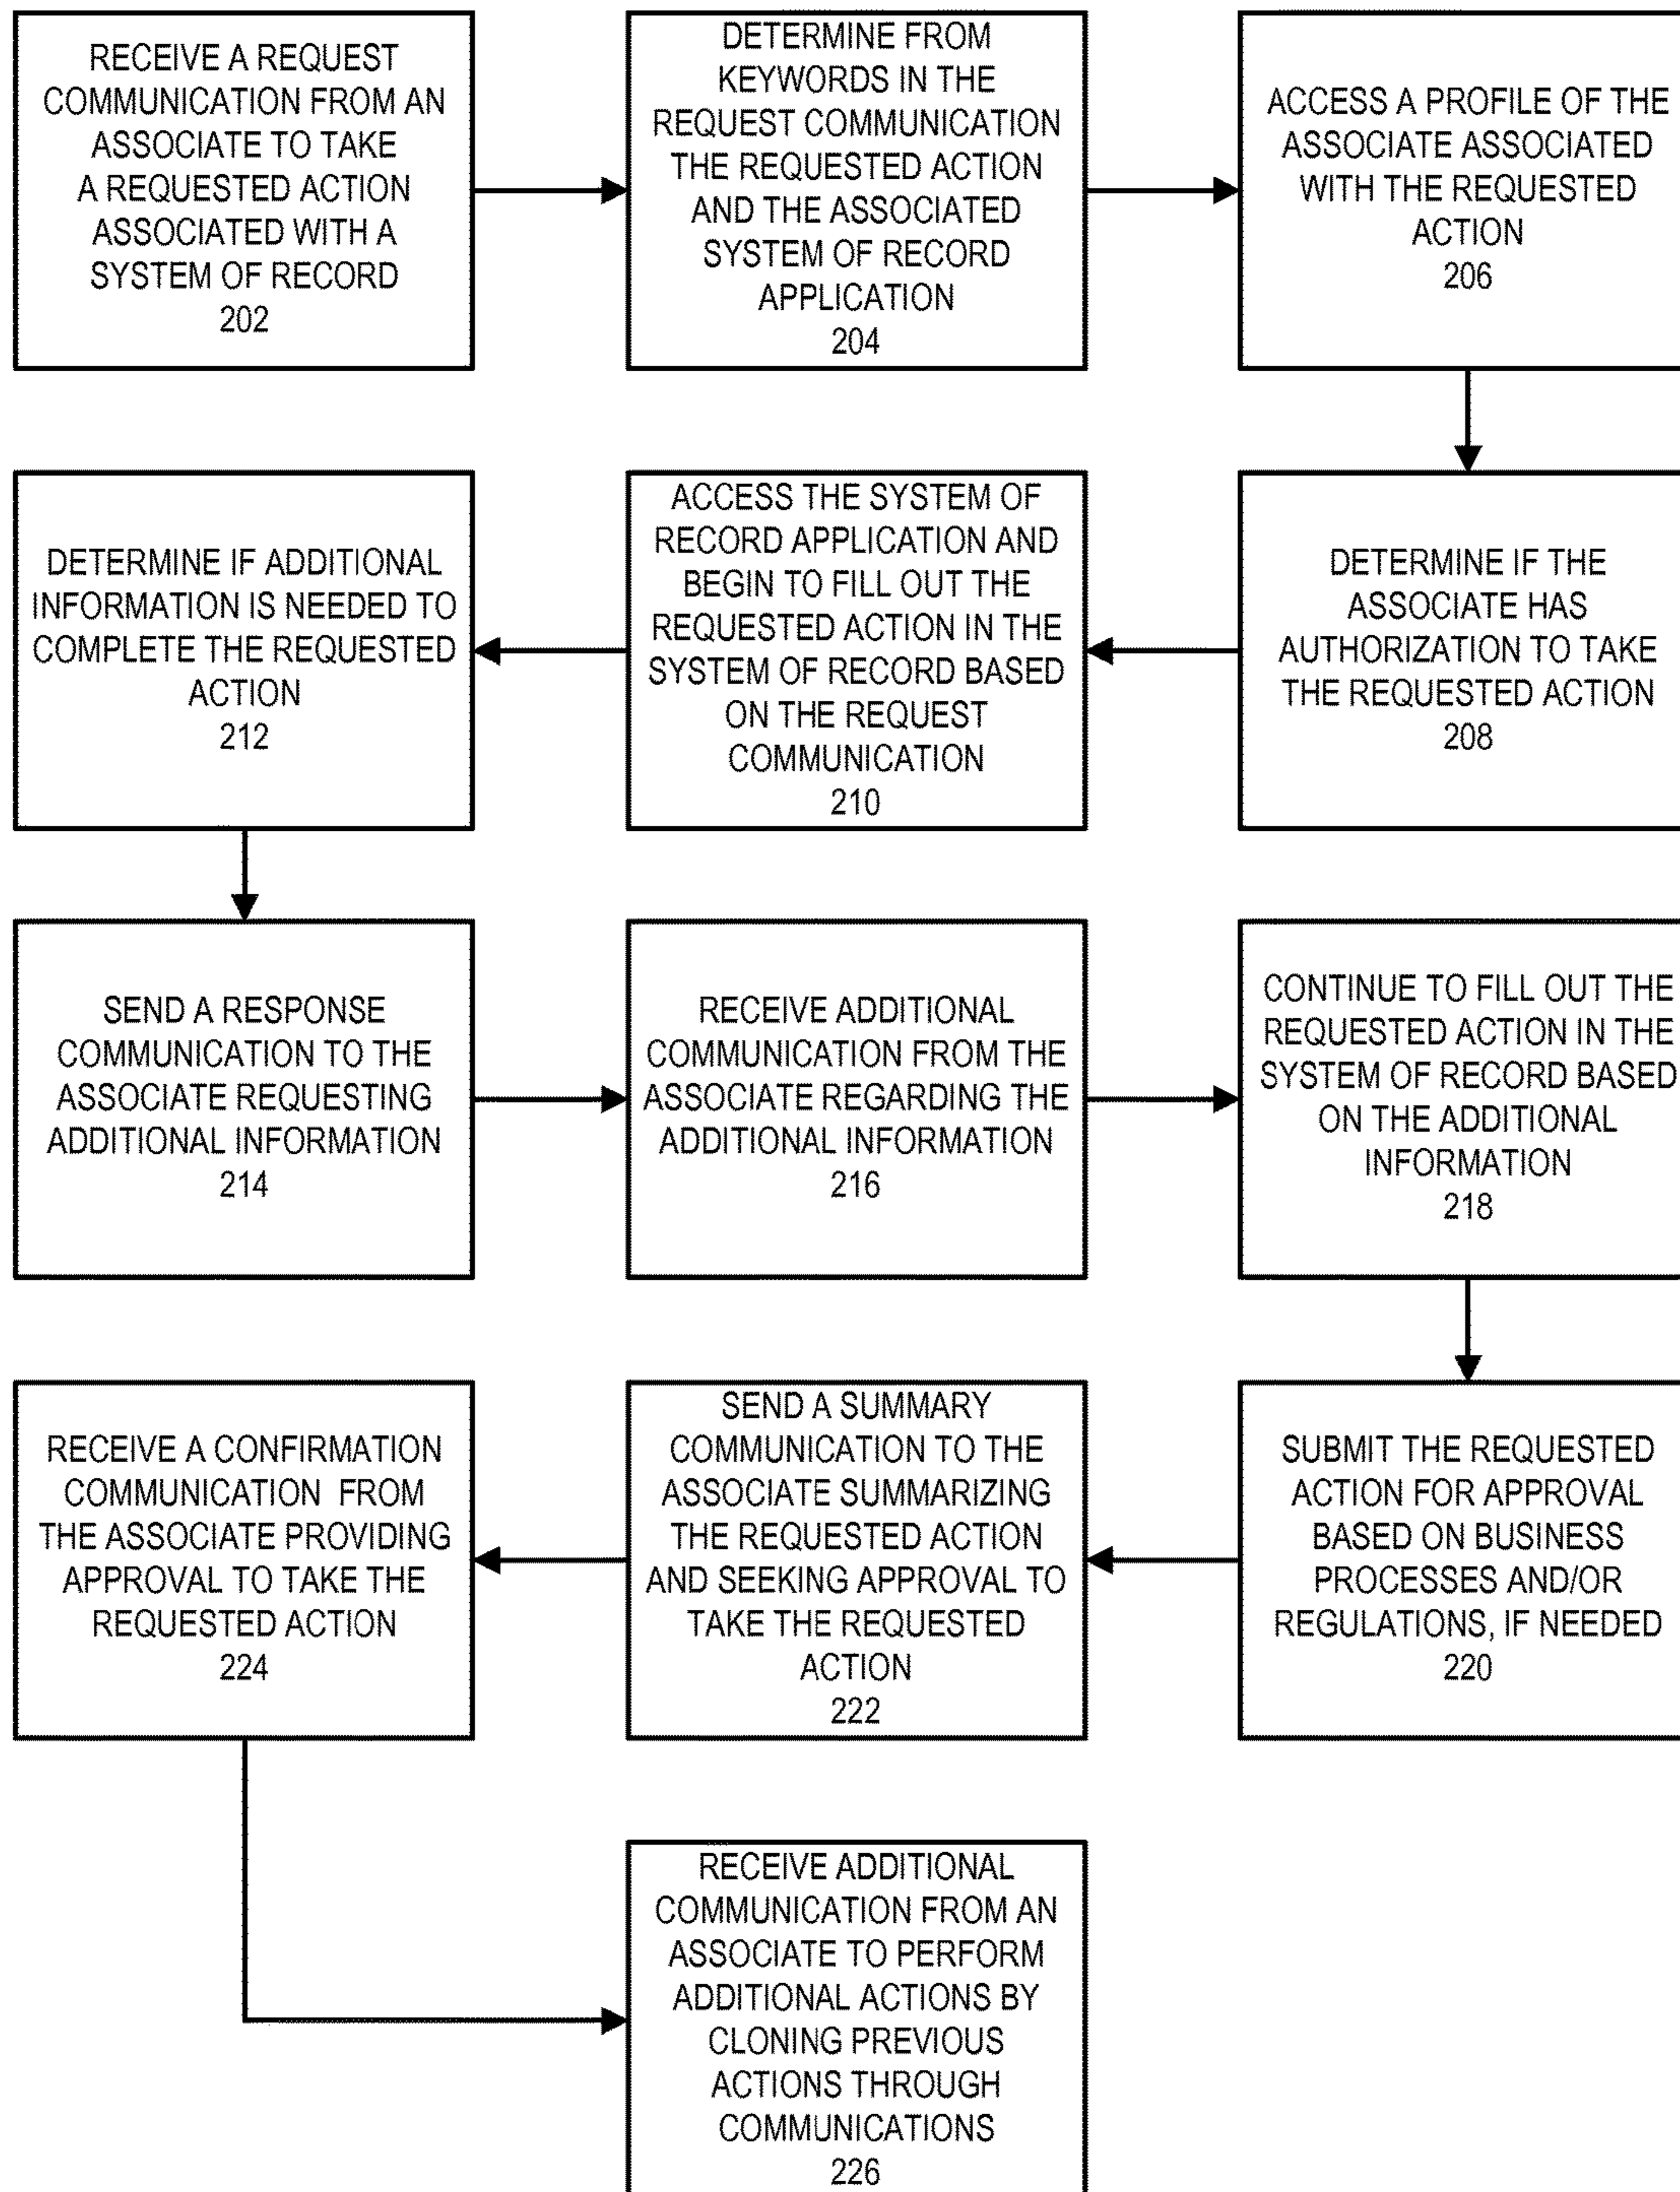 RECEIVE A REQUEST
COMMUNICATION FROM AN
ASSOCIATE TO TAKE
A REQUESTED ACTION
ASSOCIATED WITH A
SYSTEM OF RECORD
202
DETERMINE FROM
KEYWORDS IN THE
REQUEST COMMUNICATION
THE REQUESTED ACTION
AND THE ASSOCIATED
SYSTEM OF RECORD
APPLICATION
204
ACCESS A PROFILE OF THE
ASSOCIATE ASSOCIATED
WITH THE REQUESTED
ACTION
206
DETERMINE IF THE
ASSOCIATE HAS
AUTHORIZATION TO TAKE
THE REQUESTED ACTION
208
ACCESS THE SYSTEM OF
RECORD APPLICATION AND
BEGIN TO FILL OUT THE
REQUESTED ACTION IN THE
SYSTEM OF RECORD BASED
ON THE REQUEST
COMMUNICATION
210
DETERMINE IF ADDITIONAL
INFORMATION IS NEEDED TO
COMPLETE THE REQUESTED
ACTION
212
SEND A RESPONSE
COMMUNICATION TO THE
ASSOCIATE REQUESTING
ADDITIONAL INFORMATION
214
RECEIVE ADDITIONAL
COMMUNICATION FROM THE
ASSOCIATE REGARDING THE
ADDITIONAL INFORMATION
216
CONTINUE TO FILL OUT THE
REQUESTED ACTION IN THE
SYSTEM OF RECORD BASED
ON THE ADDITIONAL
INFORMATION
218
SUBMIT THE REQUESTED
ACTION FOR APPROVAL
BASED ON BUSINESS
PROCESSES AND/OR
REGULATIONS, IF NEEDED
220
SEND A SUMMARY
COMMUNICATION TO THE
ASSOCIATE SUMMARIZING
THE REQUESTED ACTION
AND SEEKING APPROVAL TO
TAKE THE REQUESTED
ACTION
222
RECEIVE A CONFIRMATION
COMMUNICATION FROM
THE ASSOCIATE PROVIDING
APPROVAL TO TAKE THE
REQUESTED ACTION
224
RECEIVE ADDITIONAL
COMMUNICATION FROM AN
ASSOCIATE TO PERFORM
ADDITIONAL ACTIONS BY
CLONING PREVIOUS
ACTIONS THROUGH
COMMUNICATIONS
226